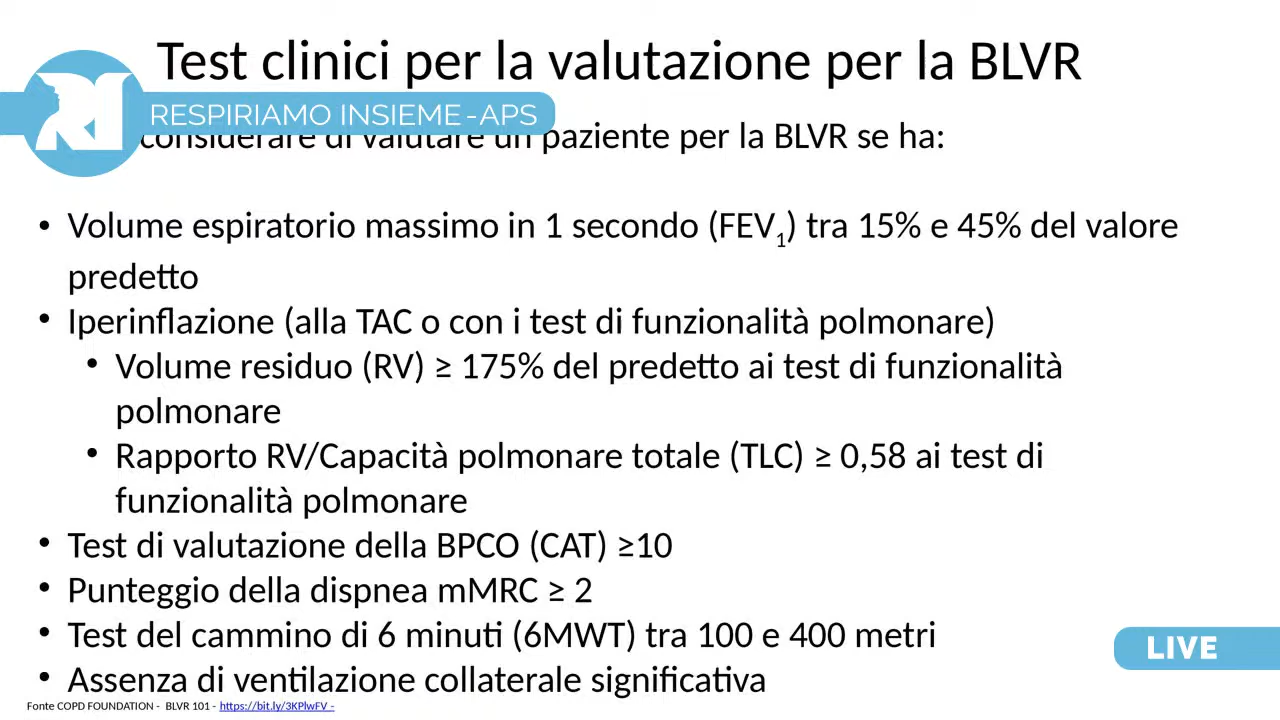 Test clinici per la valutazione per la BLVR
RESPIRIAMO INSIEME-APS
considerare di valutare un paziente per la BLVR se ha:
• Volume espiratorio massimo in 1 secondo (FEV₁) tra 15% e 45% del valore
predetto
• Iperinflazione (alla TAC o con i test di funzionalità polmonare)
• Volume residuo (RV) ≥ 175% del predetto ai test di funzionalità
polmonare
• Rapporto RV/Capacità polmonare totale (TLC) ≥ 0,58 ai test di
funzionalità polmonare
• Test di valutazione della BPCO (CAT) ≥10
• Punteggio della dispnea mMRC ≥ 2
• Test del cammino di 6 minuti (6MWT) tra 100 e 400 metri
LIVE
• Assenza di ventilazione collaterale significativa
Fonte COPD FOUNDATION - BLVR 101 - https://bit.ly/3KPlwFV -